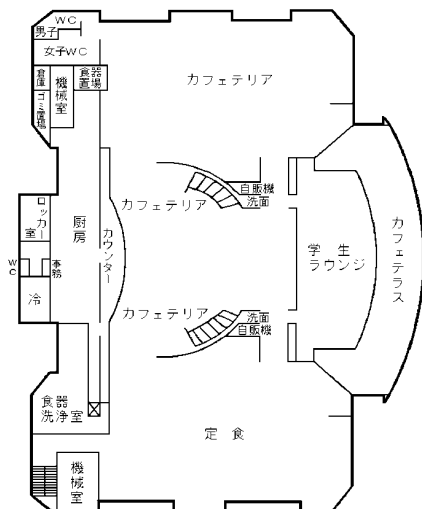 WC
男子
女子WC
倉庫
機械室
食器
置場
ゴミ置場
カフェテリア
自販機
洗面
カフェテリア
ロッカー
室
厨房
カウンター
学生
ラウンジ
カフェテラス
WC
事務
冷
カフェテリア
洗面
自販機
食器
洗浄室
定食
機械室